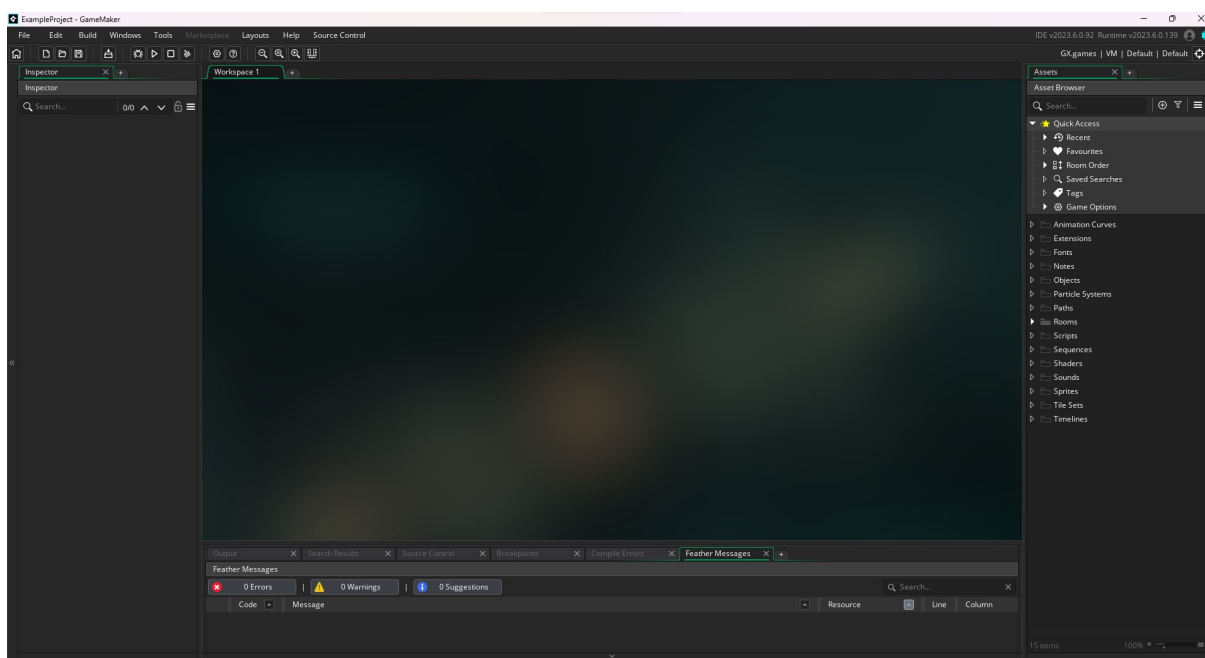 ExampleProject - GameMaker
File Edit Build Windows Tools Marketplace Layouts Help Source Control
IDE v2023.6.0.92 Runtime v2023.6.0.139
GX.games | VM | Default | Default
Inspector
Inspector
Search...
0/0
Workspace 1
Output
Search Results
Source Control
Breakpoints
Compile Errors
Feather Messages
Feather Messages
0 Errors | 0 Warnings | 0 Suggestions
Search...
Code Message Resource Line Column
Assets
Asset Browser
Search...
Quick Access
Recent
Favourites
Room Order
Saved Searches
Tags
Game Options
Animation Curves
Extensions
Fonts
Notes
Objects
Particle Systems
Paths
Rooms
Scripts
Sequences
Shaders
Sounds
Sprites
Tile Sets
Timelines
15 items 100%